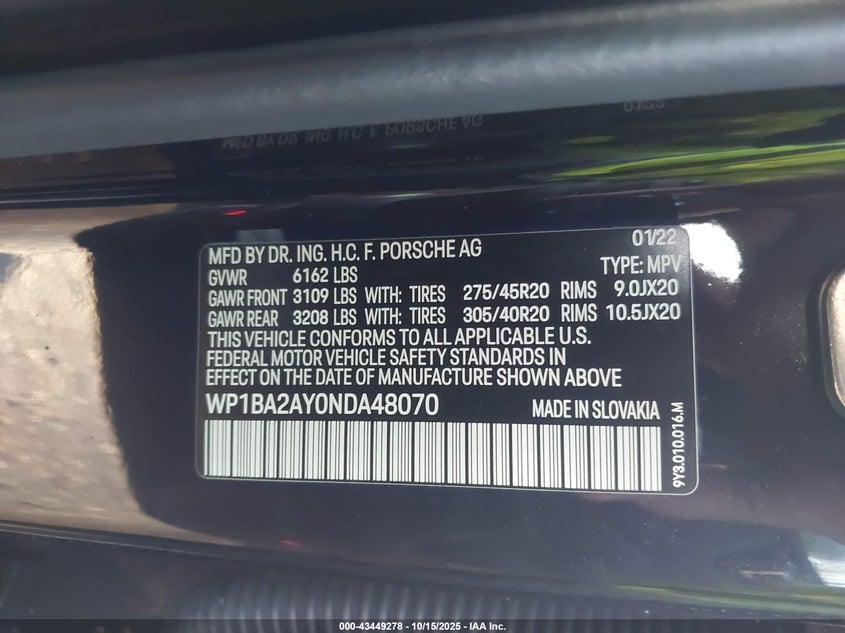 MFD BY DR. ING. H.C. F. PORSCHE AG 01/22
GVWR 6162 LBS TYPE: MPV
GAWR FRONT 3109 LBS WITH: TIRES 275/45R20 RIMS 9.0JX20
GAWR REAR 3208 LBS WITH: TIRES 305/40R20 RIMS 10.5JX20
THIS VEHICLE CONFORMS TO ALL APPLICABLE U.S.
FEDERAL MOTOR VEHICLE SAFETY STANDARDS IN
EFFECT ON THE DATE OF MANUFACTURE SHOWN ABOVE.
WP1BA2AY0NDA48070 MADE IN SLOVAKIA
9Y3.010.016.M
000-43449278 - 10/15/2025 - IAA Inc.